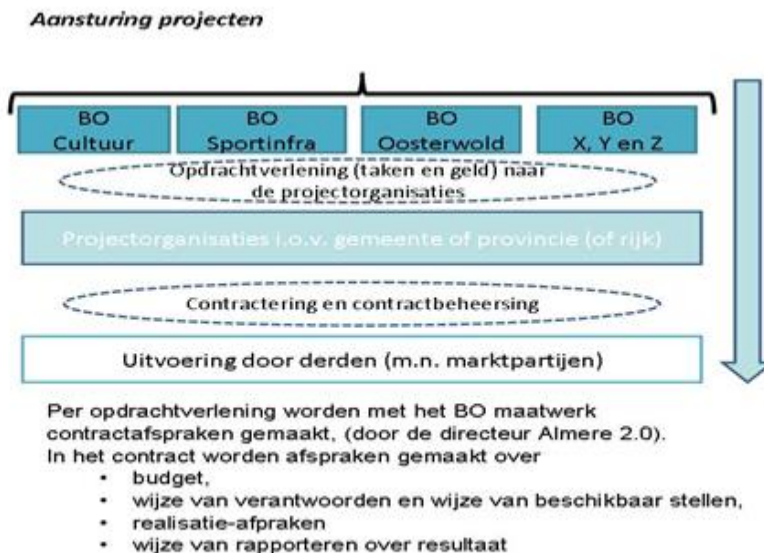 Aansturing projecten
BO
Cultuur
BO
Sportinfra
BO
Oosterwold
BO
X, Y en Z
Opdrachtverlening (taken en geld) naar
de projectorganisaties
Projectorganisaties i.o.v. gemeente of provincie (of rijk)
Contractering en contractbeheersing
Uitvoering door derden (m.n. marktpartijen)
Per opdrachtverlening worden met het BO maatwerk
contractafspraken gemaakt, (door de directeur Almere 2.0).
In het contract worden afspraken gemaakt over
• budget,
• wijze van verantwoorden en wijze van beschikbaar stellen,
• realisatie-afpraken
• wijze van rapporteren over resultaat